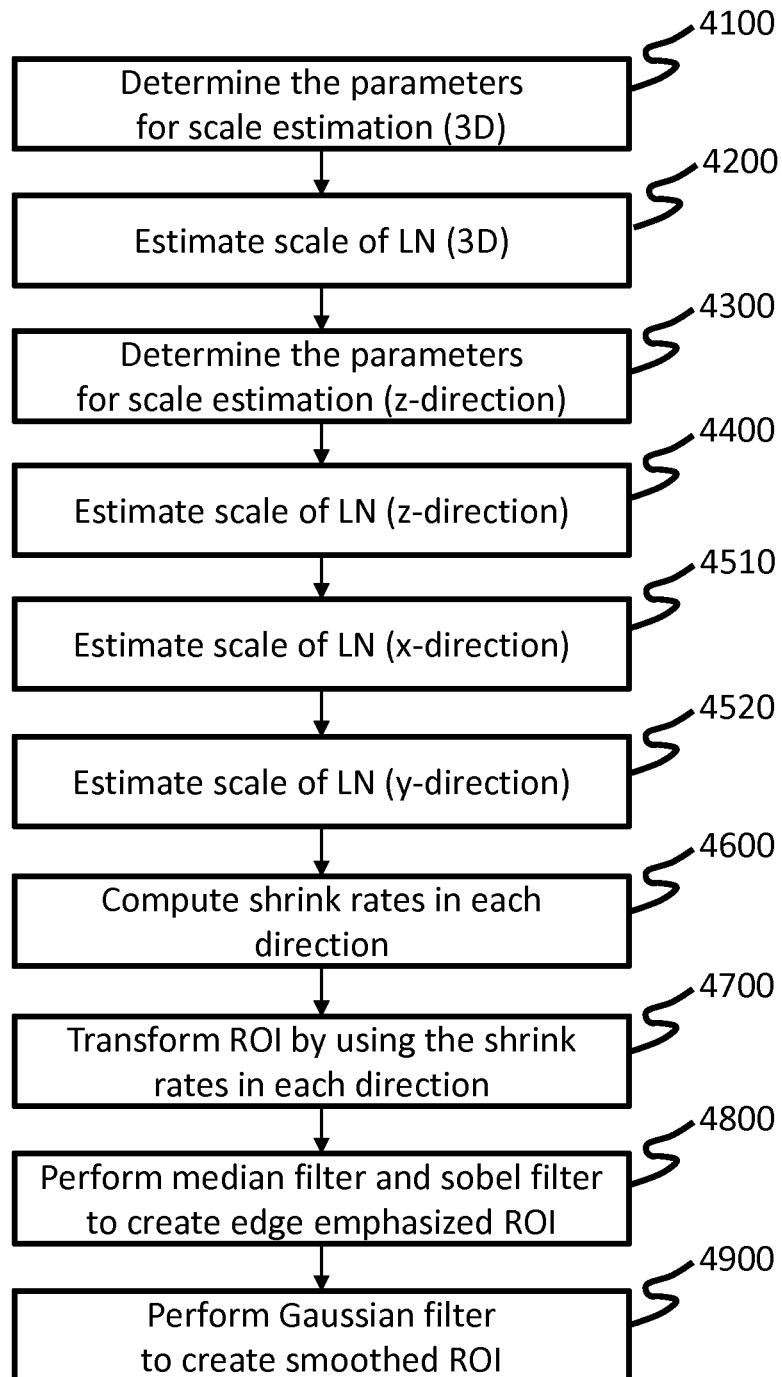 4100
Determine the parameters
for scale estimation (3D)
4200
Estimate scale of LN (3D)
4300
Determine the parameters
for scale estimation (z-direction)
4400
Estimate scale of LN (z-direction)
4510
Estimate scale of LN (x-direction)
4520
Estimate scale of LN (y-direction)
4600
Compute shrink rates in each
direction
4700
Transform ROI by using the shrink
rates in each direction
4800
Perform median filter and sobel filter
to create edge emphasized ROI
4900
Perform Gaussian filter
to create smoothed ROI